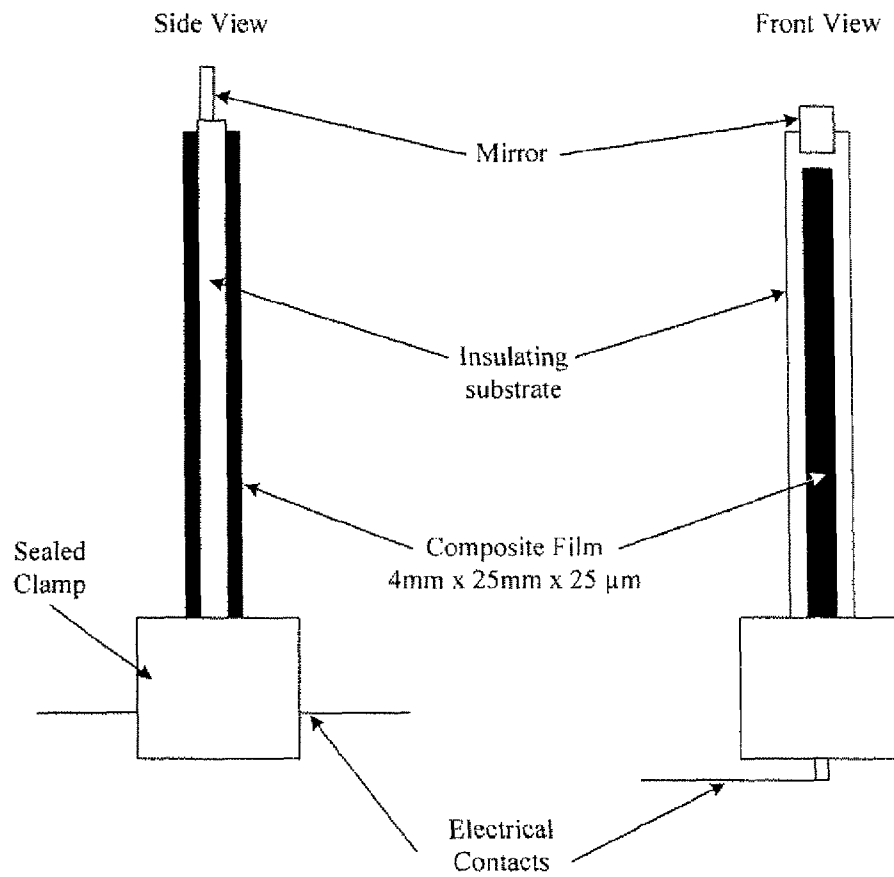 Side View
Front View
Mirror
Insulating
substrate
Composite Film
4mm x 25mm x 25 µm
Sealed
Clamp
Electrical
Contacts